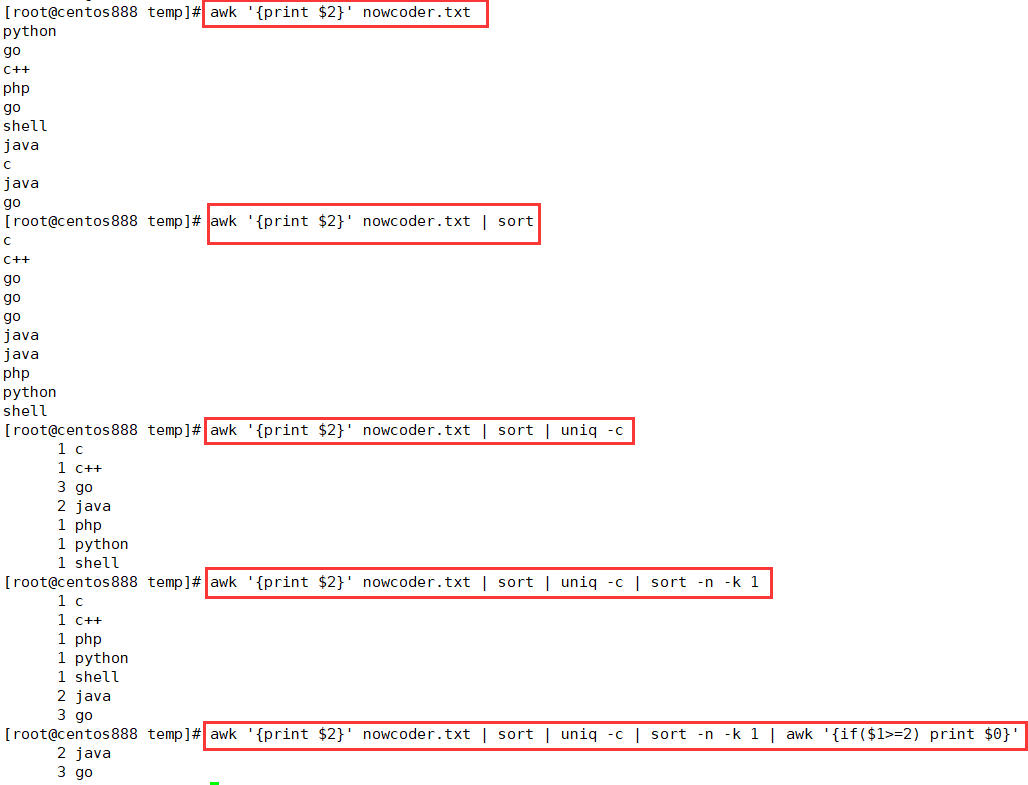 [root@centos888 temp]# awk '{print $2}' nowcoder.txt
python
go
c++
php
go
shell
java
c
java
go
[root@centos888 temp]# awk '{print $2}' nowcoder.txt | sort
c
c++
go
go
go
java
java
php
python
shell
[root@centos888 temp]# awk '{print $2}' nowcoder.txt | sort | uniq -c
      1 c
      1 c++
      3 go
      2 java
      1 php
      1 python
      1 shell
[root@centos888 temp]# awk '{print $2}' nowcoder.txt | sort | uniq -c | sort -n -k 1
      1 c
      1 c++
      1 php
      1 python
      1 shell
      2 java
      3 go
[root@centos888 temp]# awk '{print $2}' nowcoder.txt | sort | uniq -c | sort -n -k 1 | awk '{if($1>=2) print $0}'
      2 java
      3 go